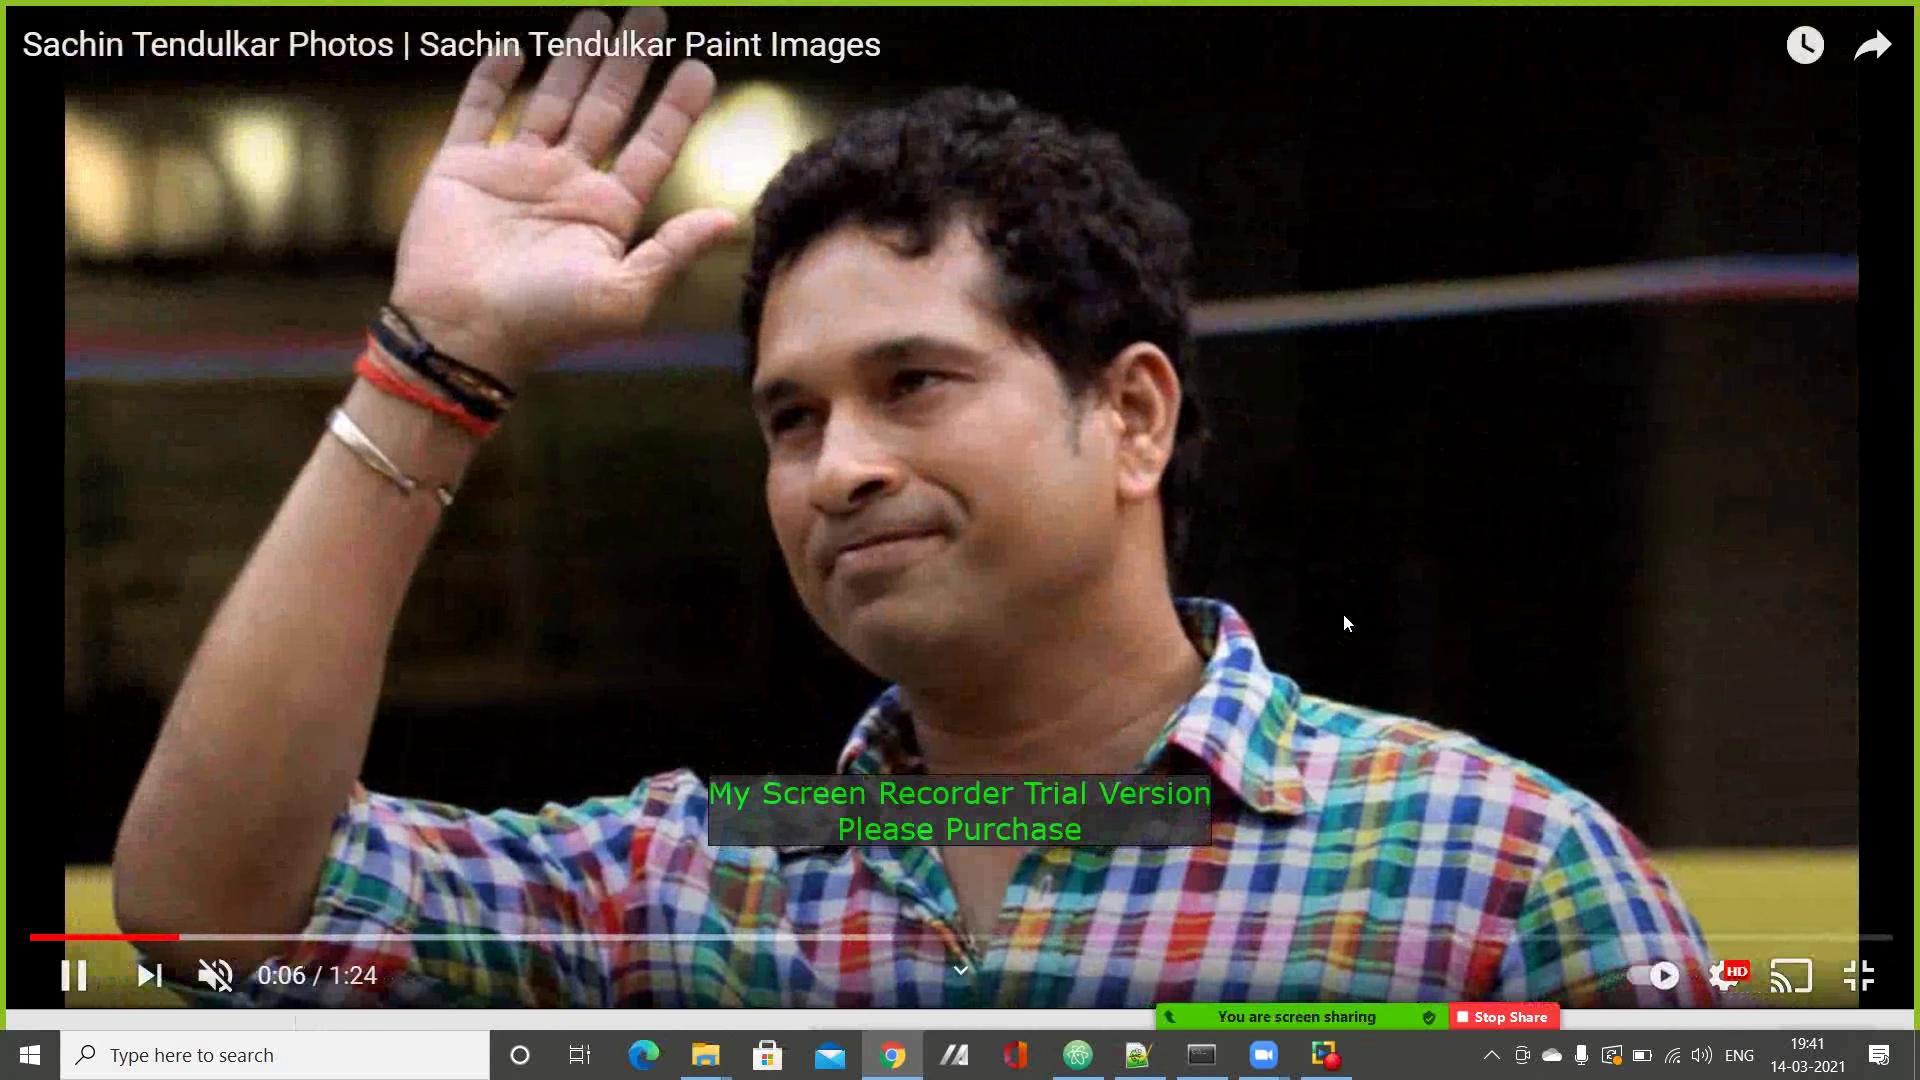 Sachin Tendulkar Photos | Sachin Tendulkar Paint Images
My Screen Recorder Trial Version
Please Purchase
0:06 / 1:24
HD
You are screen sharing
Stop Share
Type here to search
ENG
19:41
14-03-2021